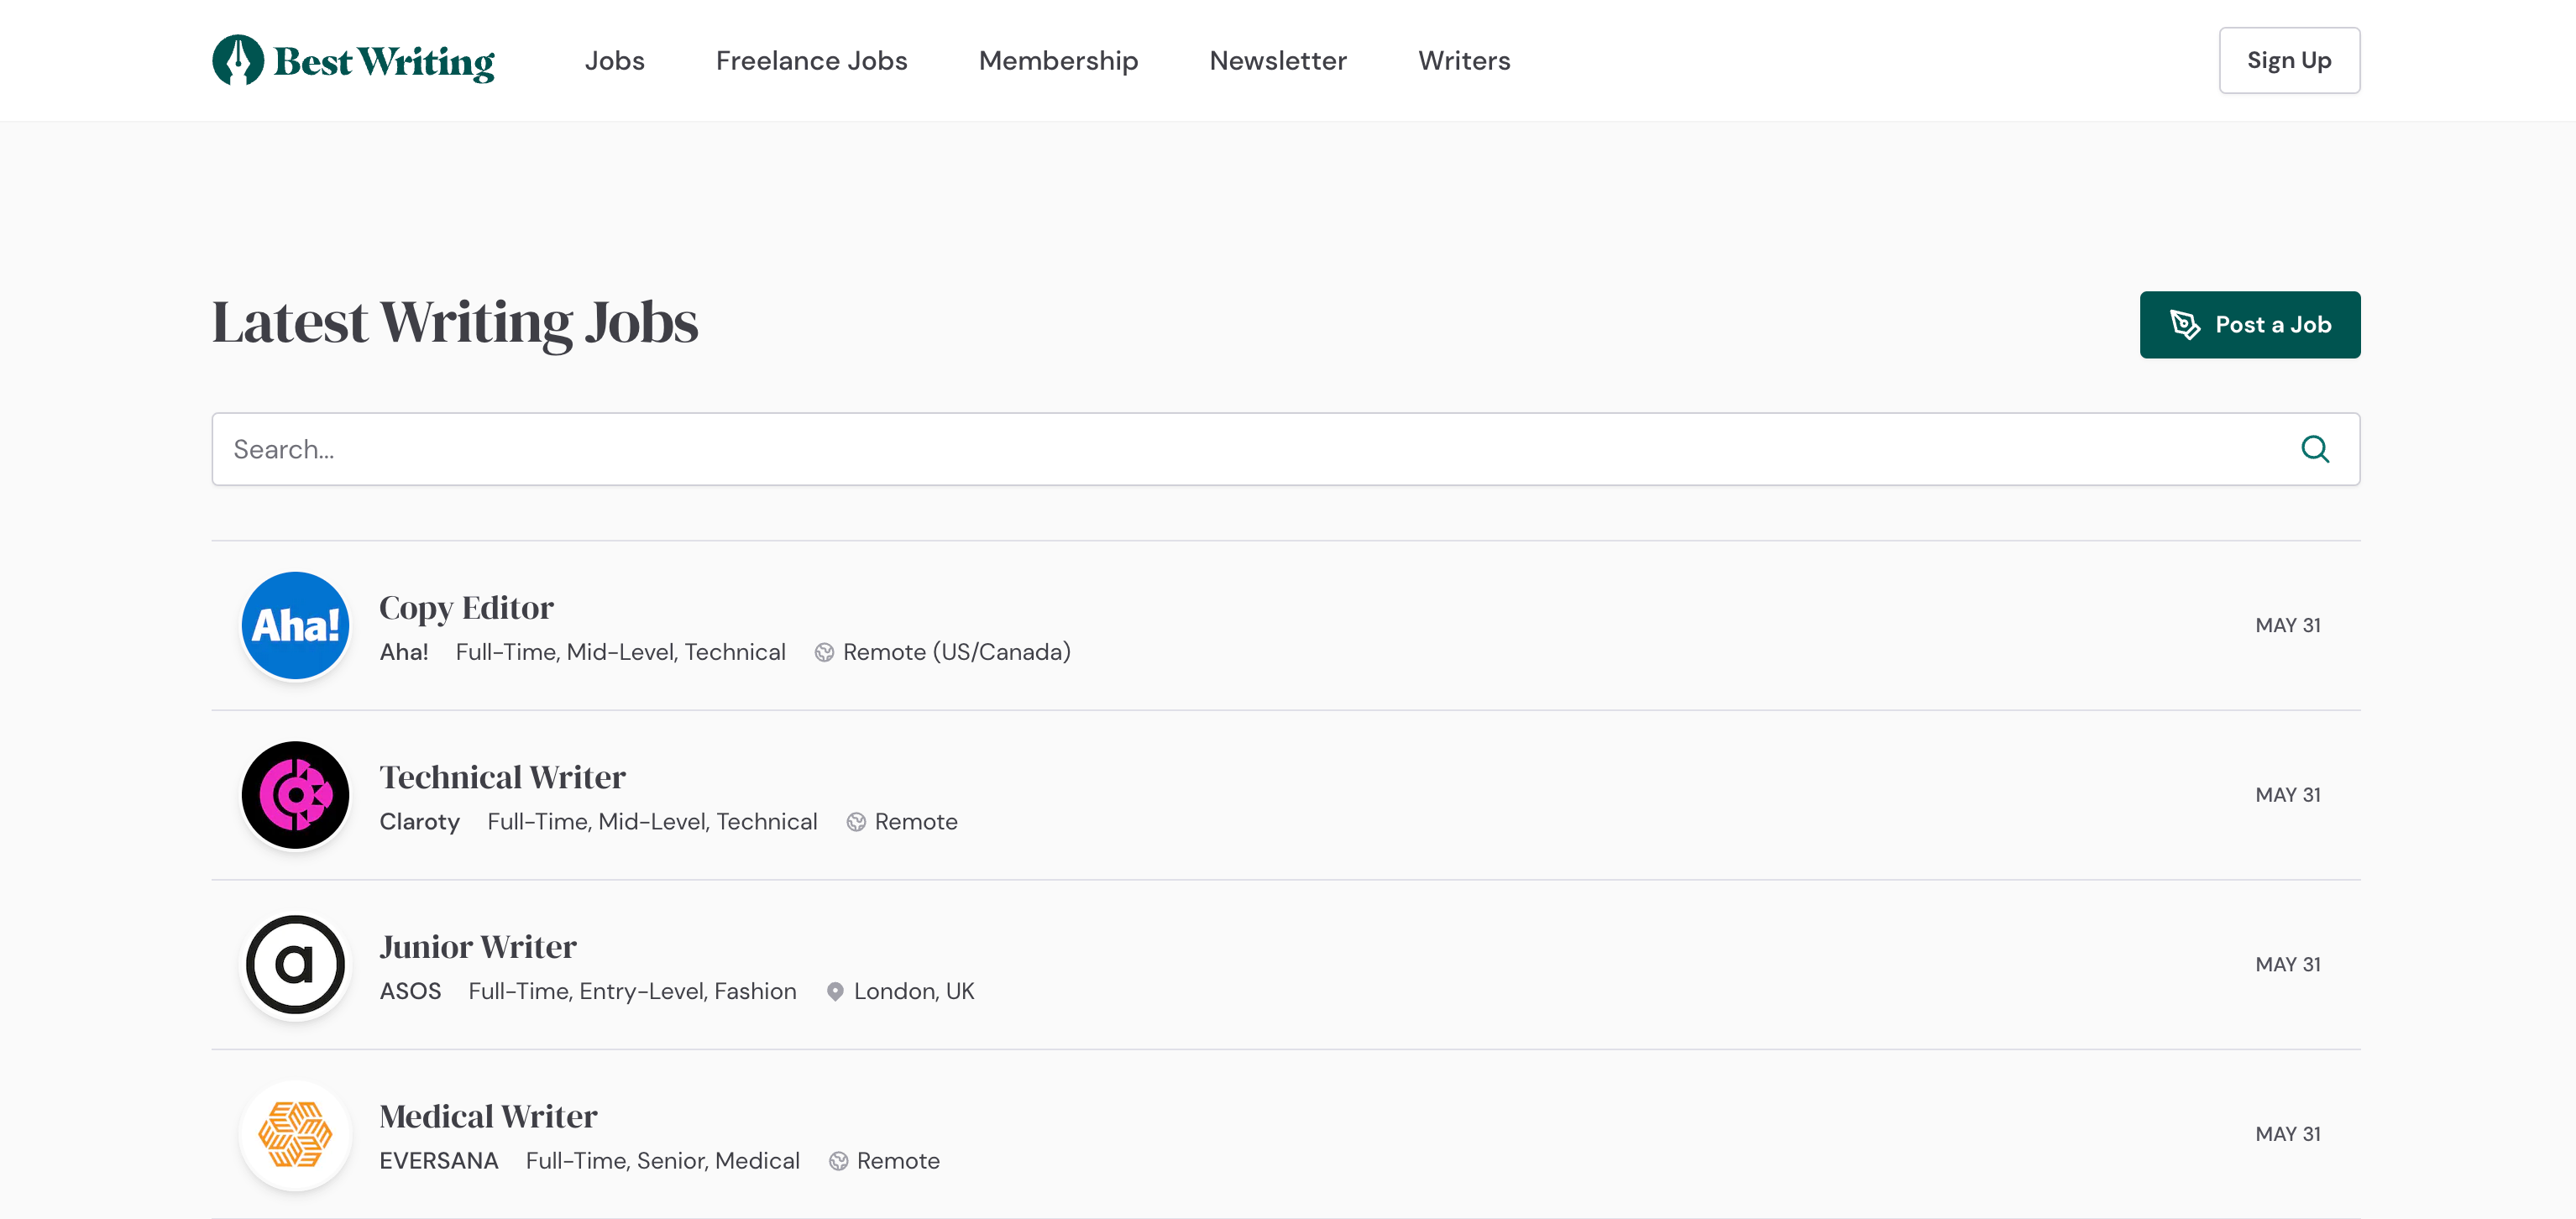 Best Writing Jobs Freelance Jobs Membership Newsletter Writers Sign Up
Latest Writing Jobs
Post a Job
Search...
Aha!
Copy Editor
Aha! Full-Time, Mid-Level, Technical Remote (US/Canada)
MAY 31
Technical Writer
Claroty Full-Time, Mid-Level, Technical Remote
MAY 31
a
Junior Writer
ASOS Full-Time, Entry-Level, Fashion London, UK
MAY 31
Medical Writer
EVERSANA Full-Time, Senior, Medical Remote
MAY 31